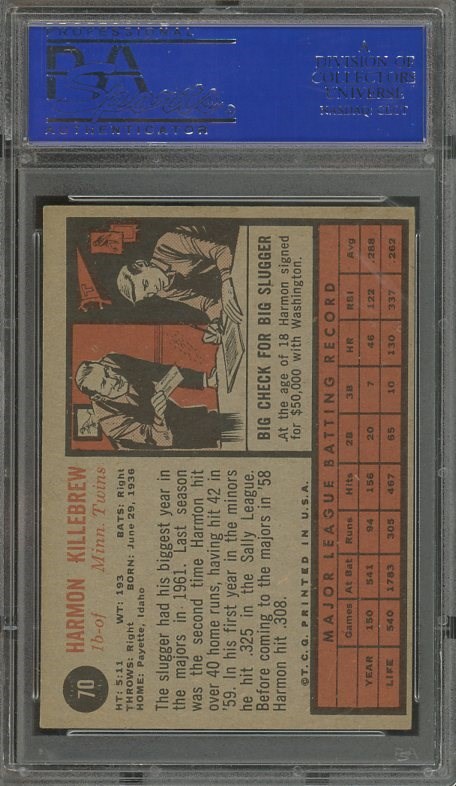 PROFESSIONAL
PSA
AUTHENTICATOR
A
DIVISION OF
COLLECTORS
UNIVERSE
NASDAQ: CLCT
70
HARMON KILLEBREW
1b-of Minn. Twins
HT: 5:11 WT: 193 BATS: Right
THROWS: Right BORN: June 29, 1936
HOME: Payette, Idaho
The slugger had his biggest year in
the majors in 1961. Last season
was the second time Harmon hit
over 40 home runs, having hit 42 in
'59. In his first year in the minors
he hit .325 in the Sally League.
Before coming to the majors in '58
Harmon hit .308.
BIG CHECK FOR BIG SLUGGER
At the age of 18 Harmon signed
for $50,000 with Washington.
©T.C.G. PRINTED IN U.S.A.
MAJOR LEAGUE BATTING RECORD
Games At Bat Runs Hits 2B 3B HR RBI Avg
YEAR 150 541 94 156 20 7 46 122 .288
LIFE 540 1783 305 467 65 10 130 337 .262